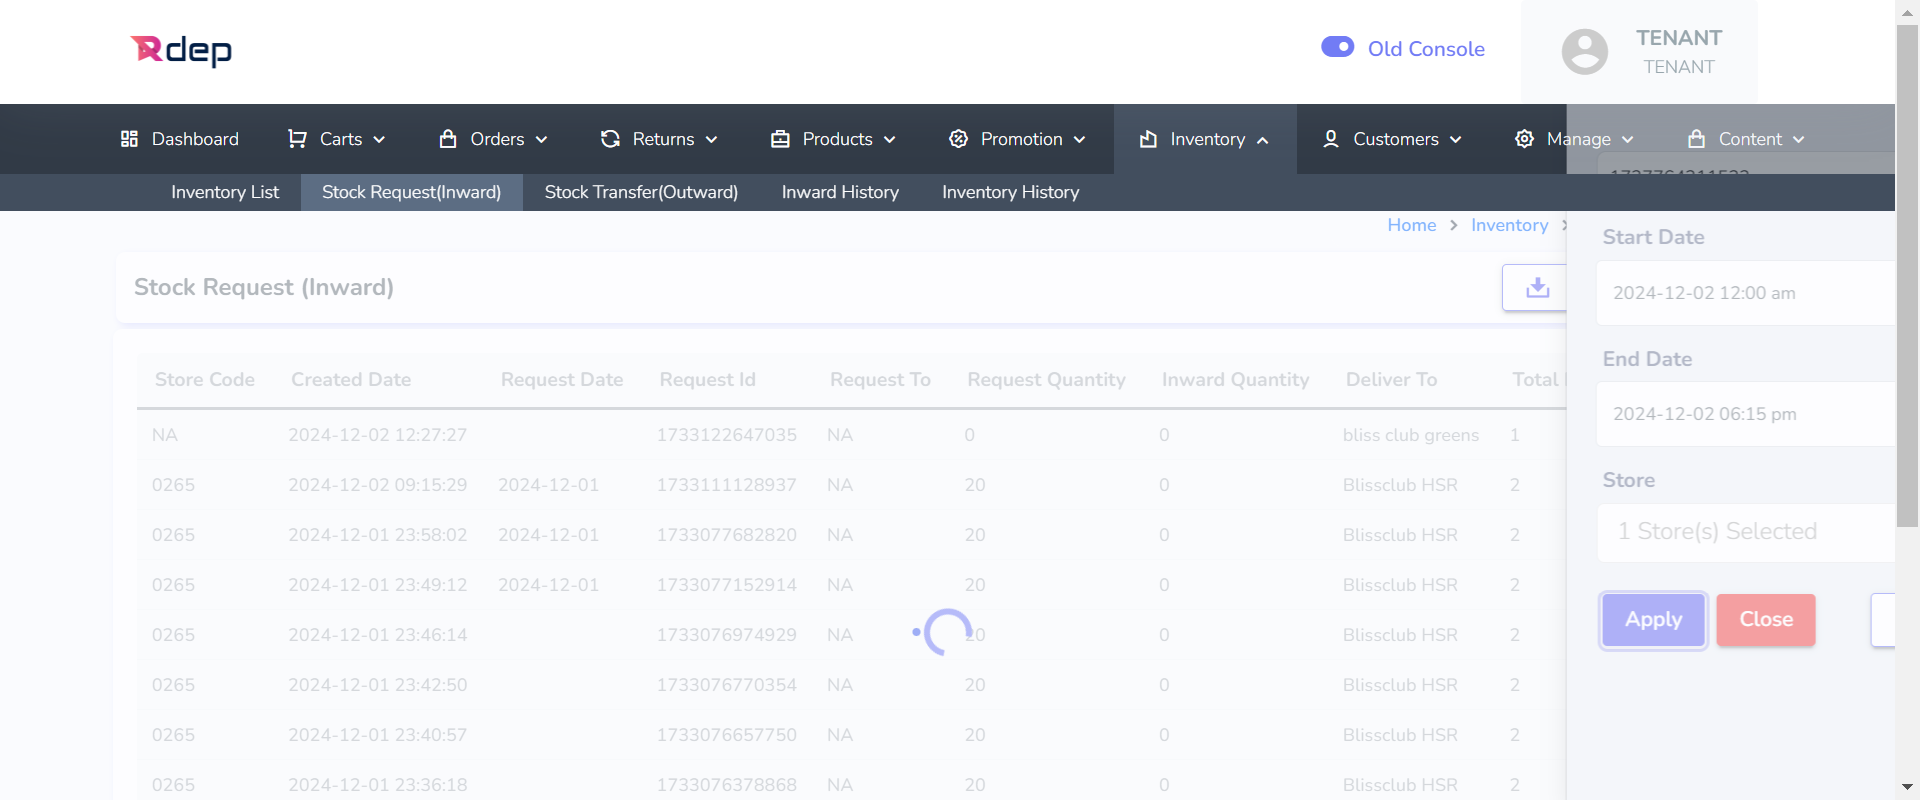 Rdep
Old Console
TENANT
TENANT
Dashboard Carts Orders Returns Products Promotion Inventory Customers Manage Content
Inventory List Stock Request(Inward) Stock Transfer(Outward) Inward History Inventory History
Home > Inventory >
Stock Request (Inward)
Store Code Created Date Request Date Request Id Request To Request Quantity Inward Quantity Deliver To Total
NA 2024-12-02 12:27:27 1733122647035 NA 0 0 bliss club greens 1
0265 2024-12-02 09:15:29 2024-12-01 1733111128937 NA 20 0 Blissclub HSR 2
0265 2024-12-01 23:58:02 2024-12-01 1733077682820 NA 20 0 Blissclub HSR 2
0265 2024-12-01 23:49:12 2024-12-01 1733077152914 NA 20 0 Blissclub HSR 2
0265 2024-12-01 23:46:14 1733076974929 NA 20 0 Blissclub HSR 2
0265 2024-12-01 23:42:50 1733076770354 NA 20 0 Blissclub HSR 2
0265 2024-12-01 23:40:57 1733076657750 NA 20 0 Blissclub HSR 2
0265 2024-12-01 23:36:18 1733076378868 NA 20 0 Blissclub HSR 2
Start Date
2024-12-02 12:00 am
End Date
2024-12-02 06:15 pm
Store
1 Store(s) Selected
Apply Close